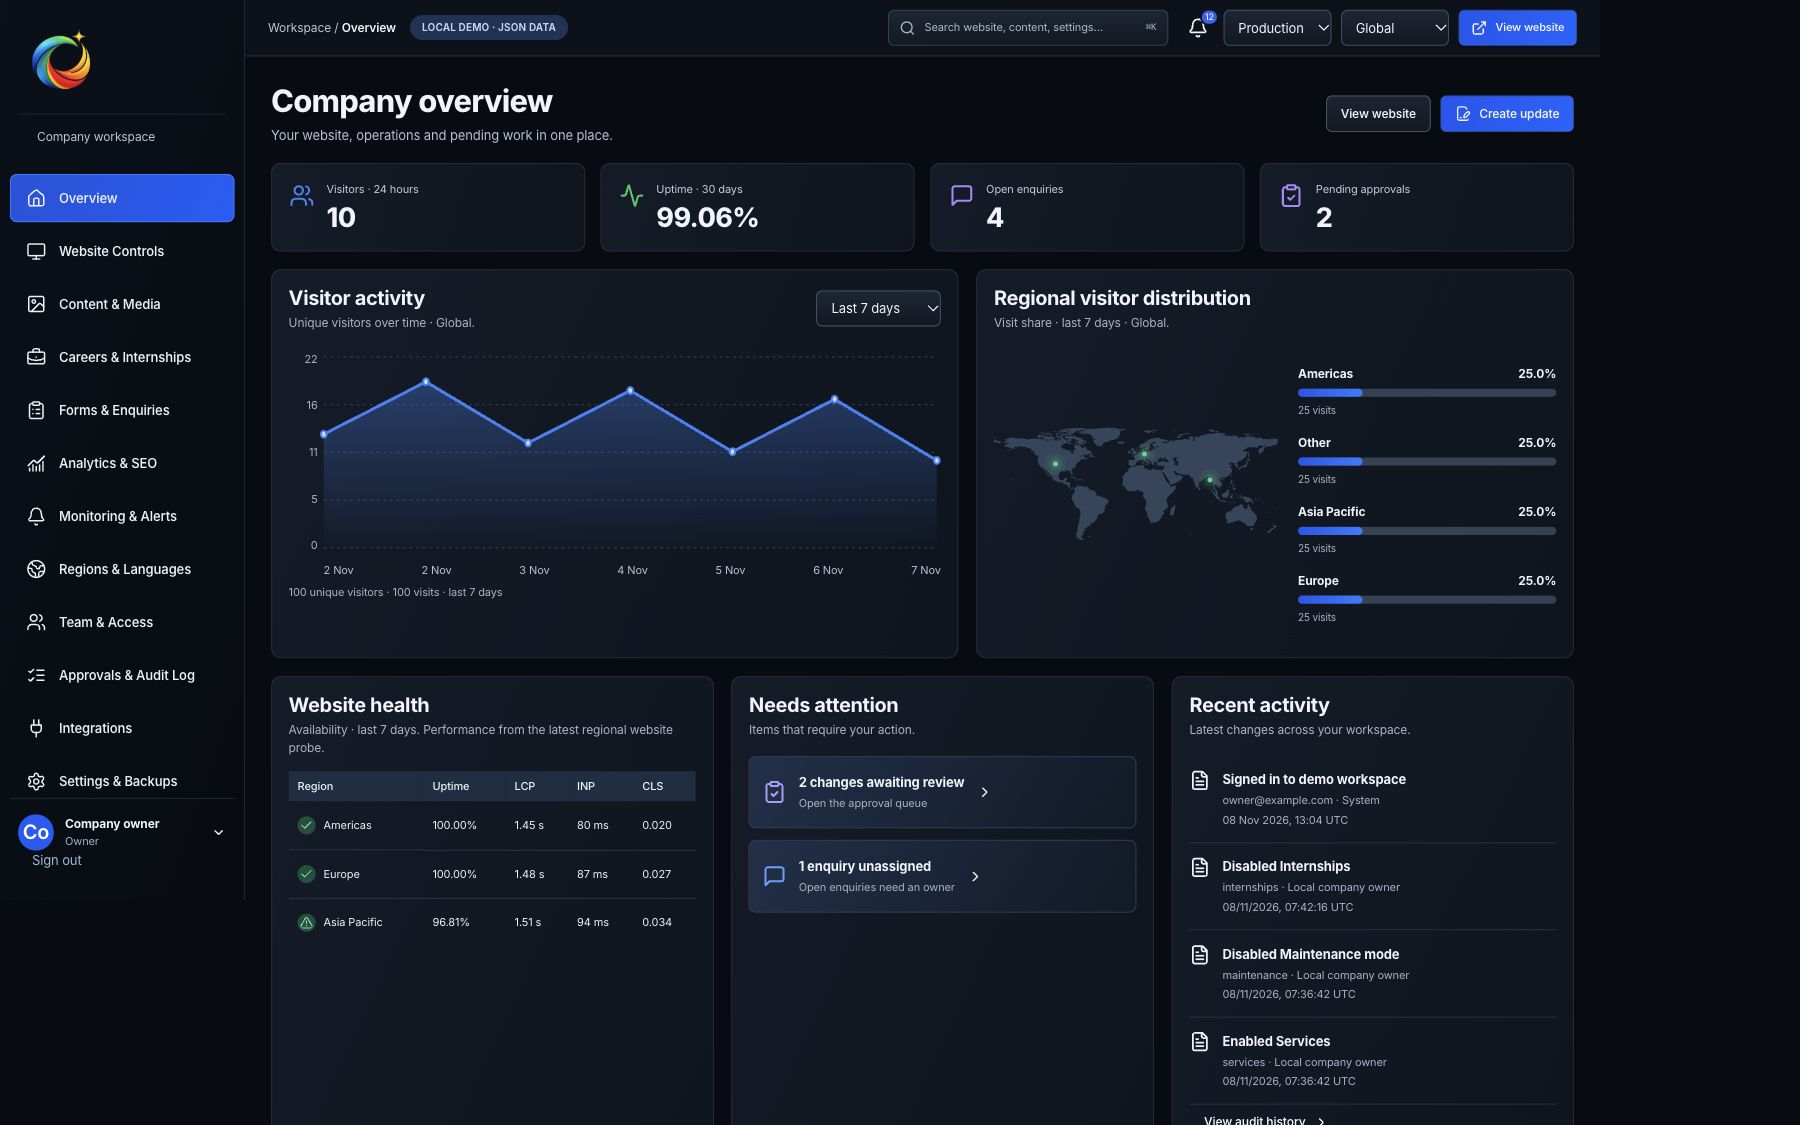 Workspace / Overview
LOCAL DEMO · JSON DATA
Search website, content, settings...
⌘K
12
Production
Global
View website
Company workspace
Overview
Website Controls
Content & Media
Careers & Internships
Forms & Enquiries
Analytics & SEO
Monitoring & Alerts
Regions & Languages
Team & Access
Approvals & Audit Log
Integrations
Settings & Backups
Co
Company owner
Owner
Sign out
Company overview
Your website, operations and pending work in one place.
View website
Create update
Visitors · 24 hours
10
Uptime · 30 days
99.06%
Open enquiries
4
Pending approvals
2
Visitor activity
Unique visitors over time · Global.
Last 7 days
22
16
11
5
0
2 Nov 2 Nov 3 Nov 4 Nov 5 Nov 6 Nov 7 Nov
100 unique visitors · 100 visits · last 7 days
Regional visitor distribution
Visit share · last 7 days · Global.
Americas 25.0%
25 visits
Other 25.0%
25 visits
Asia Pacific 25.0%
25 visits
Europe 25.0%
25 visits
Website health
Availability · last 7 days. Performance from the latest regional website
probe.
Region Uptime LCP INP CLS
Americas 100.00% 1.45 s 80 ms 0.020
Europe 100.00% 1.48 s 87 ms 0.027
Asia Pacific 96.81% 1.51 s 94 ms 0.034
Needs attention
Items that require your action.
2 changes awaiting review
Open the approval queue
1 enquiry unassigned
Open enquiries need an owner
Recent activity
Latest changes across your workspace.
Signed in to demo workspace
owner@example.com · System
08 Nov 2026, 13:04 UTC
Disabled Internships
internships · Local company owner
08/11/2026, 07:42:16 UTC
Disabled Maintenance mode
maintenance · Local company owner
08/11/2026, 07:36:42 UTC
Enabled Services
services · Local company owner
08/11/2026, 07:36:42 UTC
View audit history